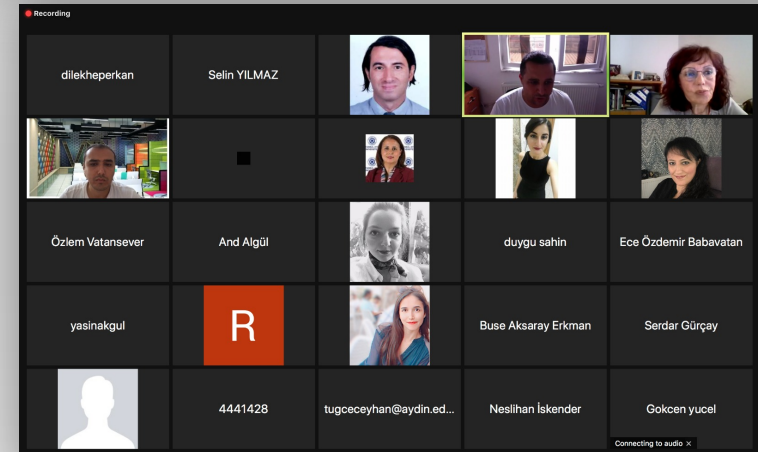 Recording
dilekheperkan
Selin YILMAZ
Özlem Vatansever
And Algül
duygu sahin
Ece Özdemir Babavatan
yasinakgul
R
Buse Aksaray Erkman
Serdar Gürçay
4441428
tugceceyhan@aydin.ed...
Neslihan İskender
Gokcen yucel
Connecting to audio ×